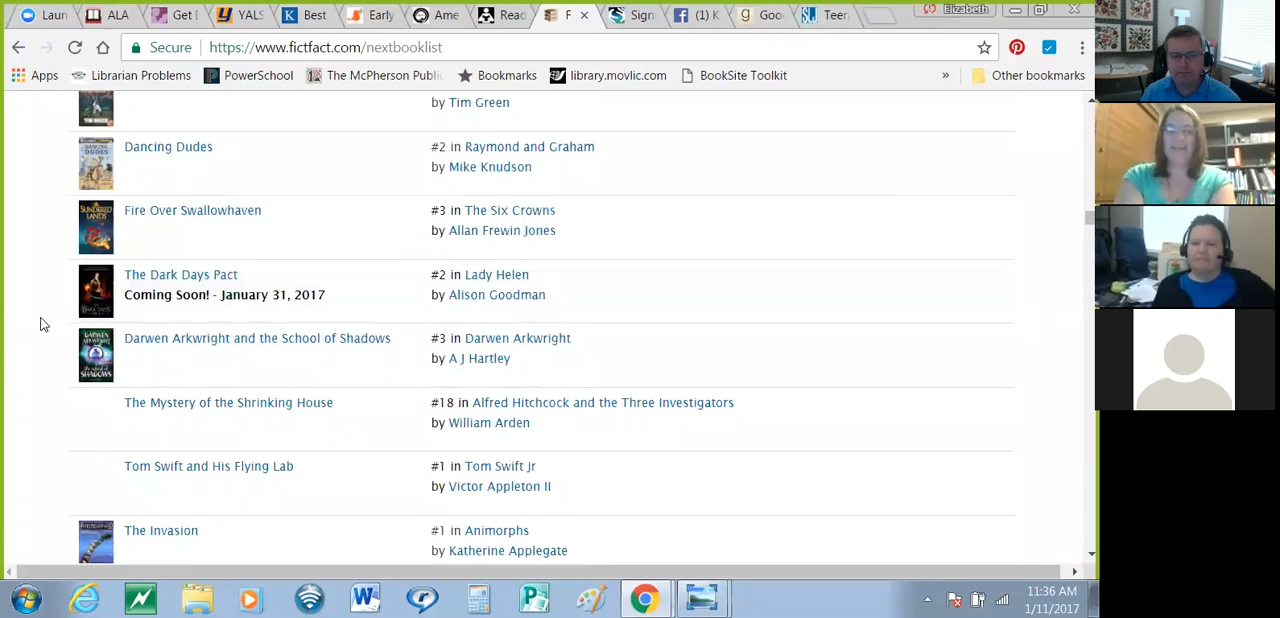 Laun
ALA
Get I
YALS
Best
Early
Ame
Read
F
Sign
(1) K
Goo
Teen
Elizabeth
Secure
https://www.fictfact.com/nextbooklist
Apps
Librarian Problems
PowerSchool
The McPherson Public
Bookmarks
library.movlic.com
BookSite Toolkit
»
Other bookmarks
by Tim Green
Dancing Dudes
#2 in Raymond and Graham
by Mike Knudson
Fire Over Swallowhaven
#3 in The Six Crowns
by Allan Frewin Jones
The Dark Days Pact
#2 in Lady Helen
Coming Soon! - January 31, 2017
by Alison Goodman
Darwen Arkwright and the School of Shadows
#3 in Darwen Arkwright
by A J Hartley
The Mystery of the Shrinking House
#18 in Alfred Hitchcock and the Three Investigators
by William Arden
Tom Swift and His Flying Lab
#1 in Tom Swift Jr
by Victor Appleton II
The Invasion
#1 in Animorphs
by Katherine Applegate
11:36 AM
1/11/2017